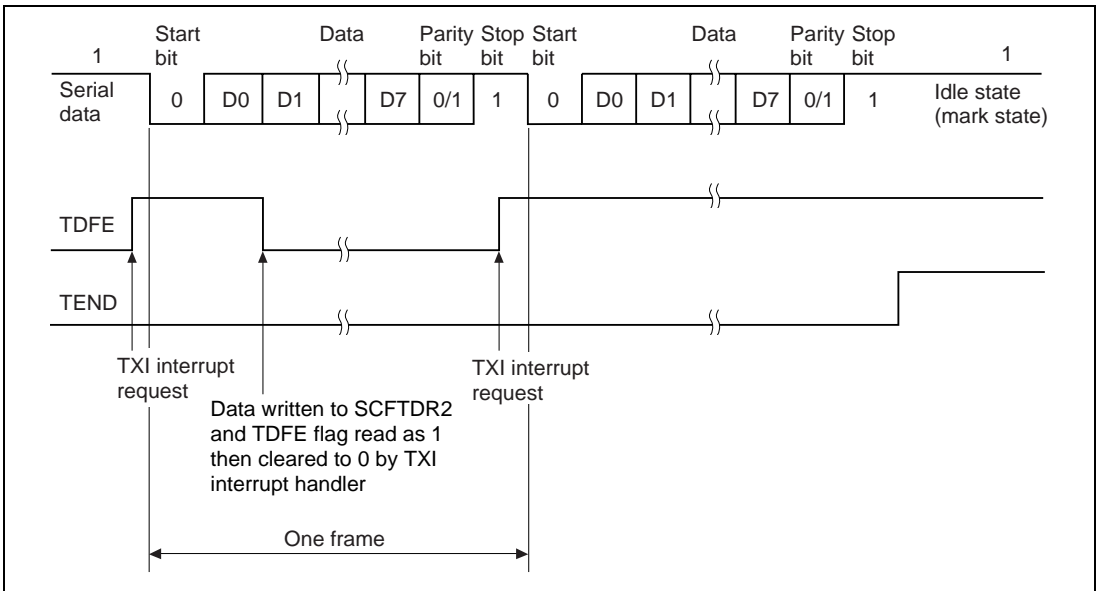 Start bit Data Parity bit Stop bit Start bit Data Parity bit Stop bit
1 1
Serial data 0 D0 D1 D7 0/1 1 0 D0 D1 D7 0/1 1 Idle state (mark state)
TDFE
TEND
TXI interrupt request
TXI interrupt request
Data written to SCFTDR2
and TDFE flag read as 1
then cleared to 0 by TXI
interrupt handler
One frame